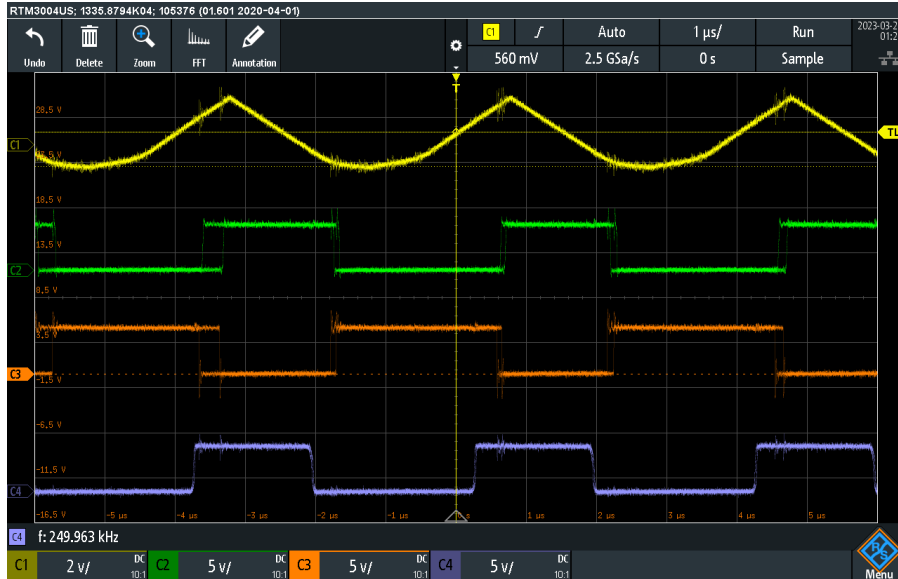 RTM3004US; 1335.8794K04; 105376 (01.601 2020-04-01)
Undo Delete Zoom FFT Annotation
C1 Auto 1 µs/ Run
560 mV 2.5 GSa/s 0 s Sample
2023-03-2
01:2
T
28,5 V
TL
C1
18,5 V
13,5 V
C2
8,5 V
3,5 V
C3
-1,5 V
-6,5 V
-11,5 V
C4
-16,5 V -5 µs -4 µs -3 µs -2 µs -1 µs 0 s 1 µs 2 µs 3 µs 4 µs 5 µs
C4 f: 249.963 kHz
C1 2 V/ DC 10:1 C2 5 V/ DC 10:1 C3 5 V/ DC 10:1 C4 5 V/ DC 10:1
R&S
Menu